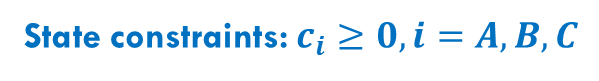 State constraints: cᵢ ≥ 0, i = A, B, C